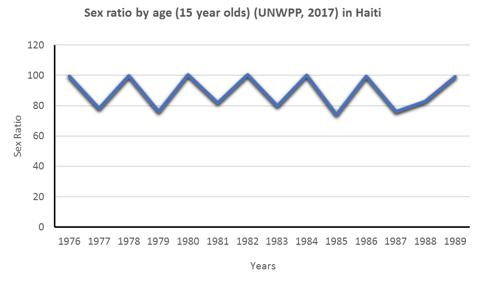 Sex ratio by age (15 year olds) (UNWPP, 2017) in Haiti
120
100
80
60
40
20
0
Sex Ratio
1976 1977 1978 1979 1980 1981 1982 1983 1984 1985 1986 1987 1988 1989
Years